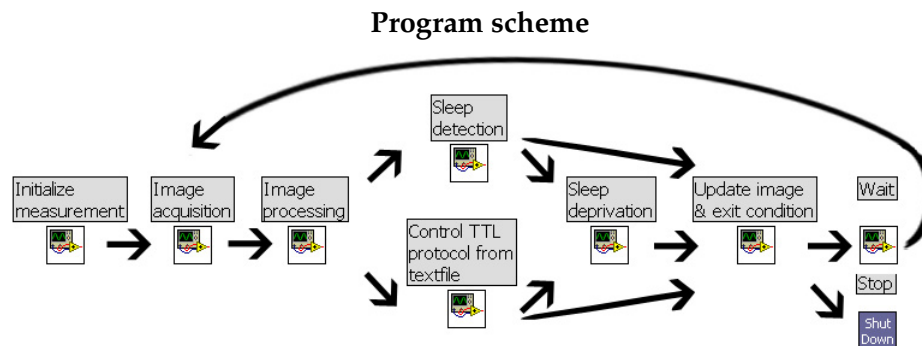 Program scheme
Initialize
measurement
Image
acquisition
Image
processing
Sleep
detection
Control TTL
protocol from
textfile
Sleep
deprivation
Update image
& exit condition
Wait
Stop
Shut
Down